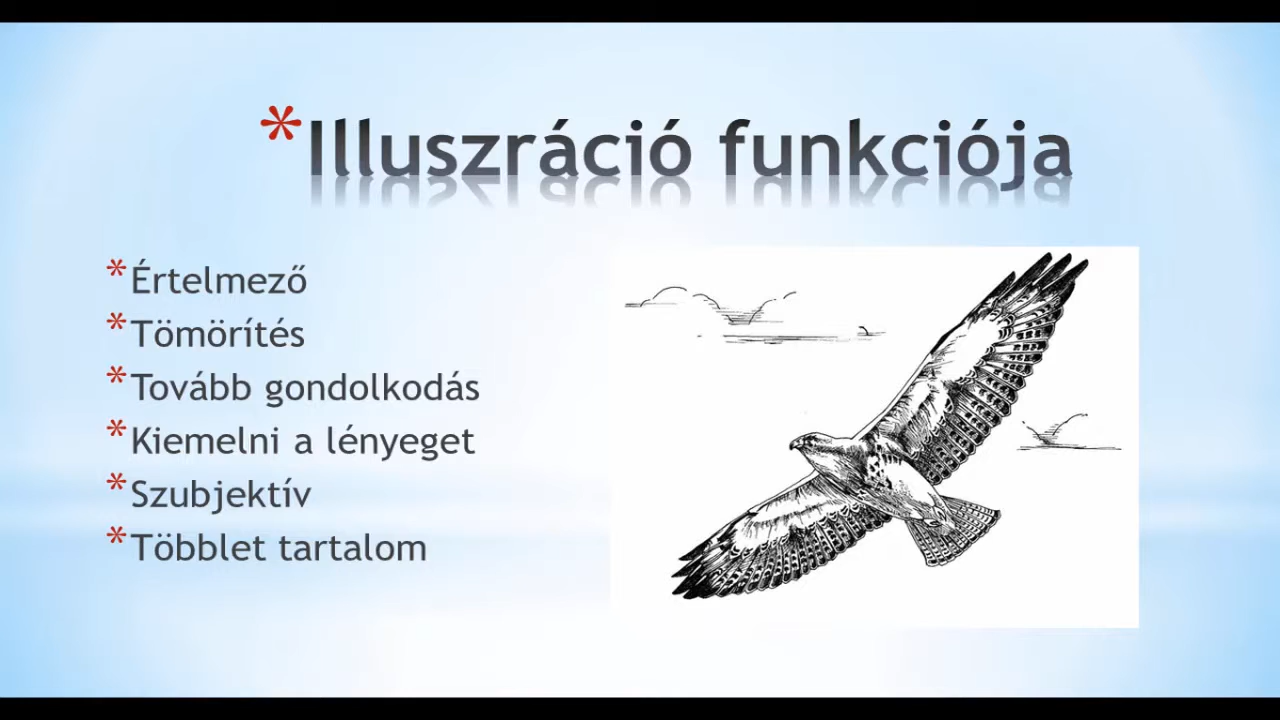 *Illuszráció funkciója
*Értelmező
*Tömörítés
*Tovább gondolkodás
*Kiemelni a lényeget
*Szubjektív
*Többlet tartalom